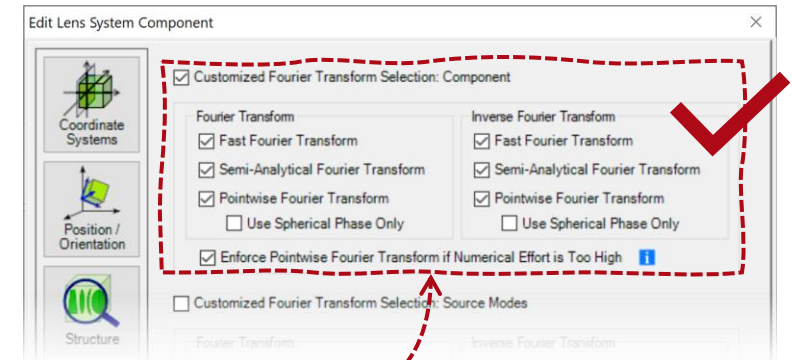 Edit Lens System Component
Customized Fourier Transform Selection: Component
Coordinate
Systems
Fourier Transform
Inverse Fourier Transform
Fast Fourier Transform
Fast Fourier Transform
Semi-Analytical Fourier Transform
Semi-Analytical Fourier Transform
Pointwise Fourier Transform
Pointwise Fourier Transform
Use Spherical Phase Only
Use Spherical Phase Only
Position /
Orientation
Enforce Pointwise Fourier Transform if Numerical Effort is Too High
Customized Fourier Transform Selection: Source Modes
Structure
Fourier Transform
Inverse Fourier Transform